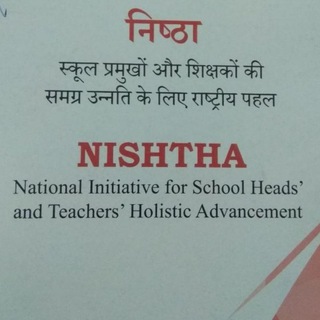 निष्ठा
स्कूल प्रमुखों और शिक्षकों की
समग्र उन्नति के लिए राष्ट्रीय पहल
NISHTHA
National Initiative for School Heads'
and Teachers' Holistic Advancement